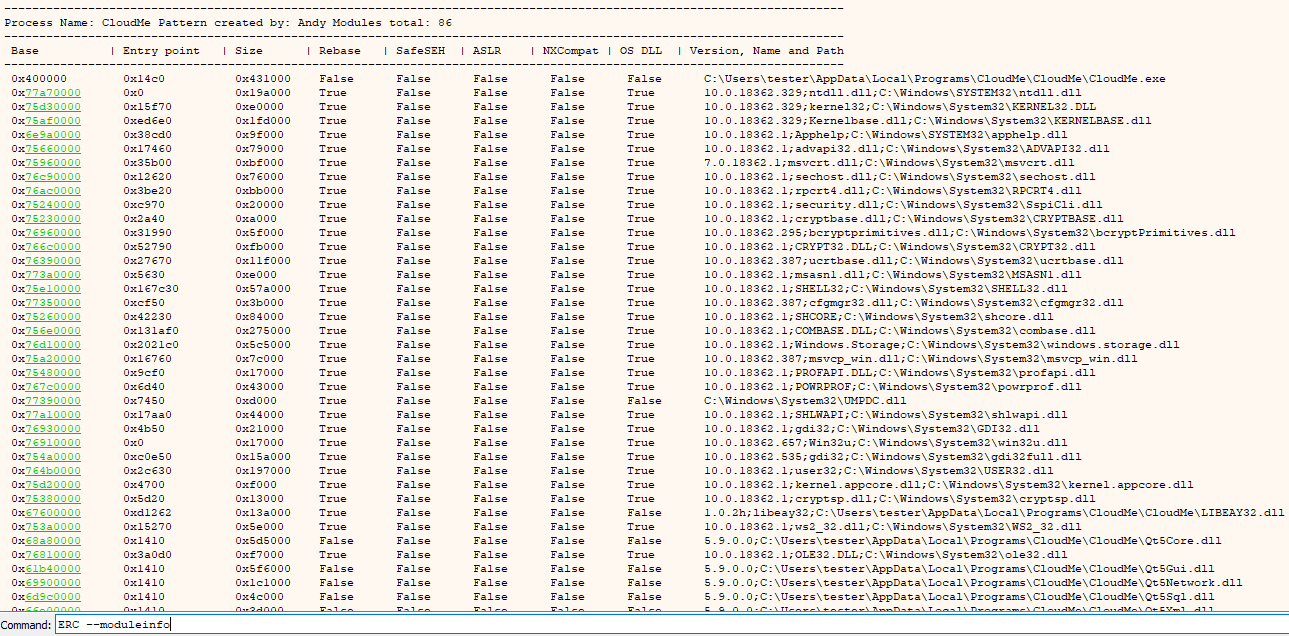 Process Name: CloudMe Pattern created by: Andy Modules total: 86
Base | Entry point | Size | Rebase | SafeSEH | ASLR | NXCompat | OS DLL | Version, Name and Path
0x400000 0x14c0 0x431000 False False False False False C:\Users\tester\AppData\Local\Programs\CloudMe\CloudMe\CloudMe.exe
0x77a70000 0x0 0x19a000 True False False False True 10.0.18362.329;ntdll.dll;C:\Windows\SYSTEM32\ntdll.dll
0x75d30000 0x15f70 0xe0000 True False False False True 10.0.18362.329;kernel32;C:\Windows\System32\KERNEL32.DLL
0x75af0000 0xed6e0 0x1fd000 True False False False True 10.0.18362.329;Kernelbase.dll;C:\Windows\System32\KERNELBASE.dll
0x6e9a0000 0x38cd0 0x9f000 True False False False True 10.0.18362.1;Apphelp;C:\Windows\SYSTEM32\apphelp.dll
0x75660000 0x17460 0x79000 True False False False True 10.0.18362.1;advapi32.dll;C:\Windows\System32\ADVAPI32.dll
0x75960000 0x35b00 0xbf000 True False False False True 7.0.18362.1;msvcrt.dll;C:\Windows\System32\msvcrt.dll
0x76c90000 0x12620 0x76000 True False False False True 10.0.18362.1;sechost.dll;C:\Windows\System32\sechost.dll
0x76ac0000 0x3be20 0xbb000 True False False False True 10.0.18362.1;rpcrt4.dll;C:\Windows\System32\RPCRT4.dll
0x75240000 0xc970 0x20000 True False False False True 10.0.18362.1;security.dll;C:\Windows\System32\SspiCli.dll
0x75230000 0x2a40 0xa000 True False False False True 10.0.18362.1;cryptbase.dll;C:\Windows\System32\CRYPTBASE.dll
0x76960000 0x31990 0x5f000 True False False False True 10.0.18362.295;bcryptprimitives.dll;C:\Windows\System32\bcryptPrimitives.dll
0x766c0000 0x52790 0xfb000 True False False False True 10.0.18362.1;CRYPT32.DLL;C:\Windows\System32\CRYPT32.dll
0x76390000 0x27670 0x11f000 True False False False True 10.0.18362.387;ucrtbase.dll;C:\Windows\System32\ucrtbase.dll
0x773a0000 0x5630 0xe000 True False False False True 10.0.18362.1;msasn1.dll;C:\Windows\System32\MSASN1.dll
0x75e10000 0x167c30 0x57a000 True False False False True 10.0.18362.1;SHELL32;C:\Windows\System32\SHELL32.dll
0x77350000 0xcf50 0x3b000 True False False False True 10.0.18362.387;cfgmgr32.dll;C:\Windows\System32\cfgmgr32.dll
0x75260000 0x42230 0x84000 True False False False True 10.0.18362.1;SHCORE;C:\Windows\System32\shcore.dll
0x756e0000 0x131af0 0x275000 True False False False True 10.0.18362.1;COMBASE.DLL;C:\Windows\System32\combase.dll
0x76d10000 0x2021c0 0x5c5000 True False False False True 10.0.18362.1;Windows.Storage;C:\Windows\System32\windows.storage.dll
0x75a20000 0x16760 0x7c000 True False False False True 10.0.18362.387;msvcp_win.dll;C:\Windows\System32\msvcp_win.dll
0x75480000 0x9cf0 0x17000 True False False False True 10.0.18362.1;PROFAPI.DLL;C:\Windows\System32\profapi.dll
0x767c0000 0x6d40 0x43000 True False False False True 10.0.18362.1;POWRPROF;C:\Windows\System32\powrprof.dll
0x77390000 0x7450 0xd000 True False False False False C:\Windows\System32\UMPDC.dll
0x77a10000 0x17aa0 0x44000 True False False False True 10.0.18362.1;SHLWAPI;C:\Windows\System32\shlwapi.dll
0x76930000 0x4b50 0x21000 True False False False True 10.0.18362.1;gdi32;C:\Windows\System32\GDI32.dll
0x76910000 0x0 0x17000 True False False False True 10.0.18362.657;Win32u;C:\Windows\System32\win32u.dll
0x754a0000 0xc0e50 0x15a000 True False False False True 10.0.18362.535;gdi32;C:\Windows\System32\gdi32full.dll
0x764b0000 0x2c630 0x197000 True False False False True 10.0.18362.1;user32;C:\Windows\System32\USER32.dll
0x75d20000 0x4700 0xf000 True False False False True 10.0.18362.1;kernel.appcore.dll;C:\Windows\System32\kernel.appcore.dll
0x75380000 0x5d20 0x13000 True False False False True 10.0.18362.1;cryptsp.dll;C:\Windows\System32\cryptsp.dll
0x67600000 0xd1262 0x13a000 True False False False False 1.0.2h;libeay32;C:\Users\tester\AppData\Local\Programs\CloudMe\CloudMe\LIBEAY32.dll
0x753a0000 0x15270 0x5e000 True False False False True 10.0.18362.1;ws2_32.dll;C:\Windows\System32\WS2_32.dll
0x68a80000 0x1410 0x5d5000 False False False False False 5.9.0.0;C:\Users\tester\AppData\Local\Programs\CloudMe\CloudMe\Qt5Core.dll
0x76810000 0x3a0d0 0xf7000 True False False False True 10.0.18362.1;OLE32.DLL;C:\Windows\System32\ole32.dll
0x61b40000 0x1410 0x5f6000 False False False False False 5.9.0.0;C:\Users\tester\AppData\Local\Programs\CloudMe\CloudMe\Qt5Gui.dll
0x69900000 0x1410 0x1c1000 False False False False False 5.9.0.0;C:\Users\tester\AppData\Local\Programs\CloudMe\CloudMe\Qt5Network.dll
0x6d9c0000 0x1410 0x4c000 False False False False False 5.9.0.0;C:\Users\tester\AppData\Local\Programs\CloudMe\CloudMe\Qt5Sql.dll
Command: ERC --moduleinfo